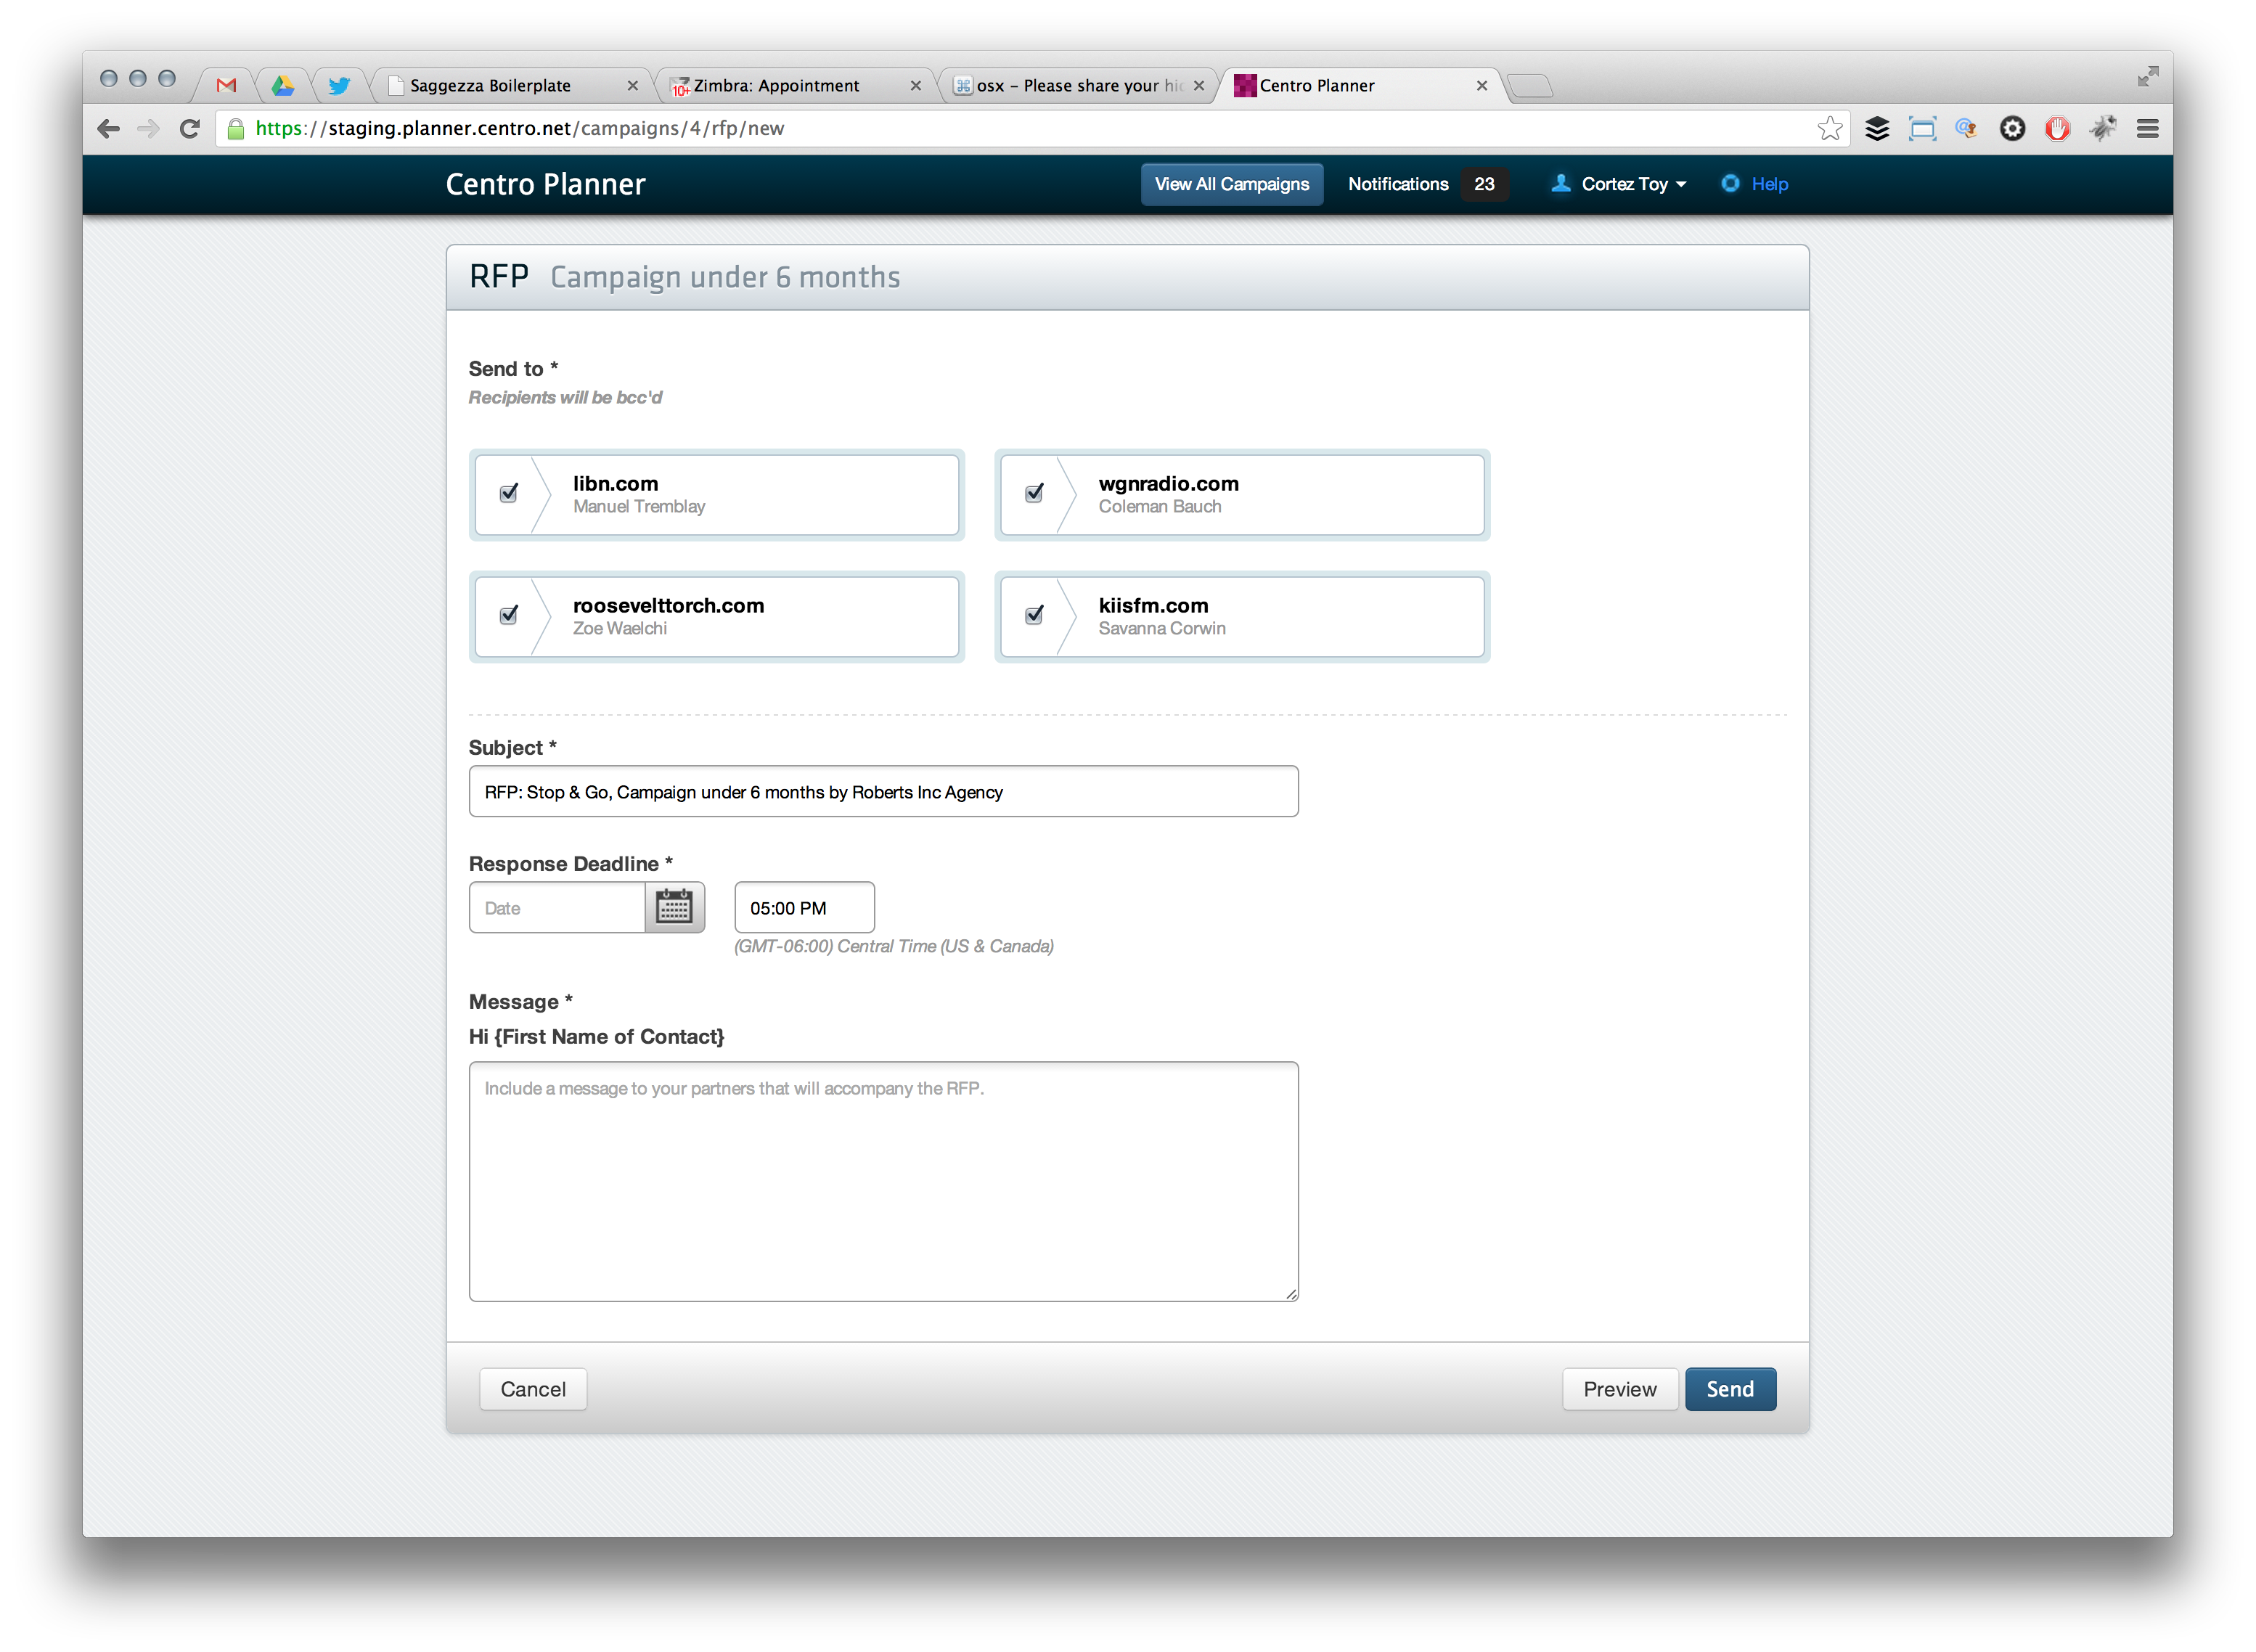 Saggezza Boilerplate
10+ Zimbra: Appointment
osx – Please share your hid
Centro Planner
https://staging.planner.centro.net/campaigns/4/rfp/new
Centro Planner
View All Campaigns
Notifications 23
Cortez Toy
Help
RFP Campaign under 6 months
Send to *
Recipients will be bcc'd
libn.com
Manuel Tremblay
wgnradio.com
Coleman Bauch
roosevelttorch.com
Zoe Waelchi
kiisfm.com
Savanna Corwin
Subject *
RFP: Stop & Go, Campaign under 6 months by Roberts Inc Agency
Response Deadline *
Date
05:00 PM
(GMT-06:00) Central Time (US & Canada)
Message *
Hi {First Name of Contact}
Include a message to your partners that will accompany the RFP.
Cancel
Preview
Send